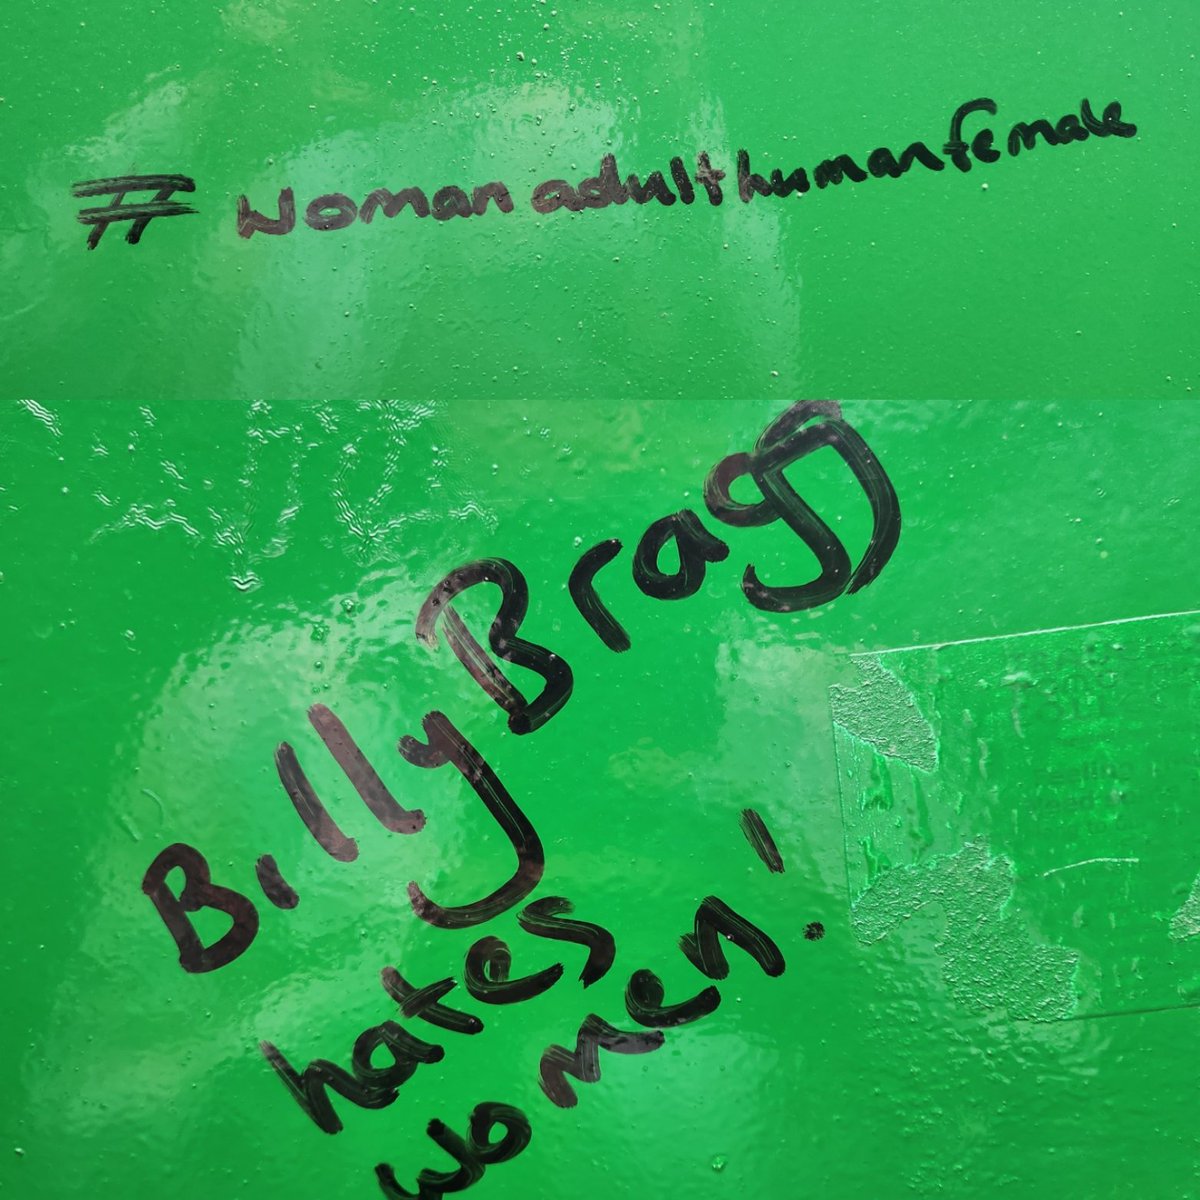 # Woman adult human female
Billy Bragg
hates
women!